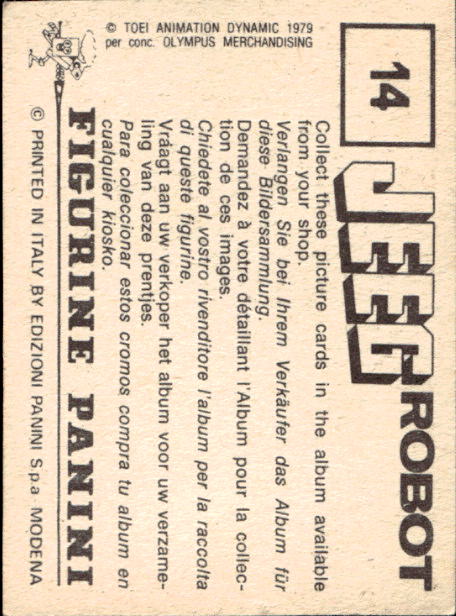 14
JEEG ROBOT
© TOEI ANIMATION DYNAMIC 1979
per conc. OLYMPUS MERCHANDISING
Collect these picture cards in the album available
from your shop.
Verlangen Sie bei Ihrem Verkäufer das Album für
diese Bildersammlung.
Demandez à votre détaillant l'Album pour la collec-
tion de ces images.
Chiedete al vostro rivenditore l'album per la raccolta
di queste figurine.
Vráagt aan uw verkoper het album voor uw verzame-
ling van deze prentjes.
Para coleccionar estos cromos compra tu album en
cualquier kiosko.
FIGURINE PANINI
© PRINTED IN ITALY BY EDIZIONI PANINI S.p.a MODENA